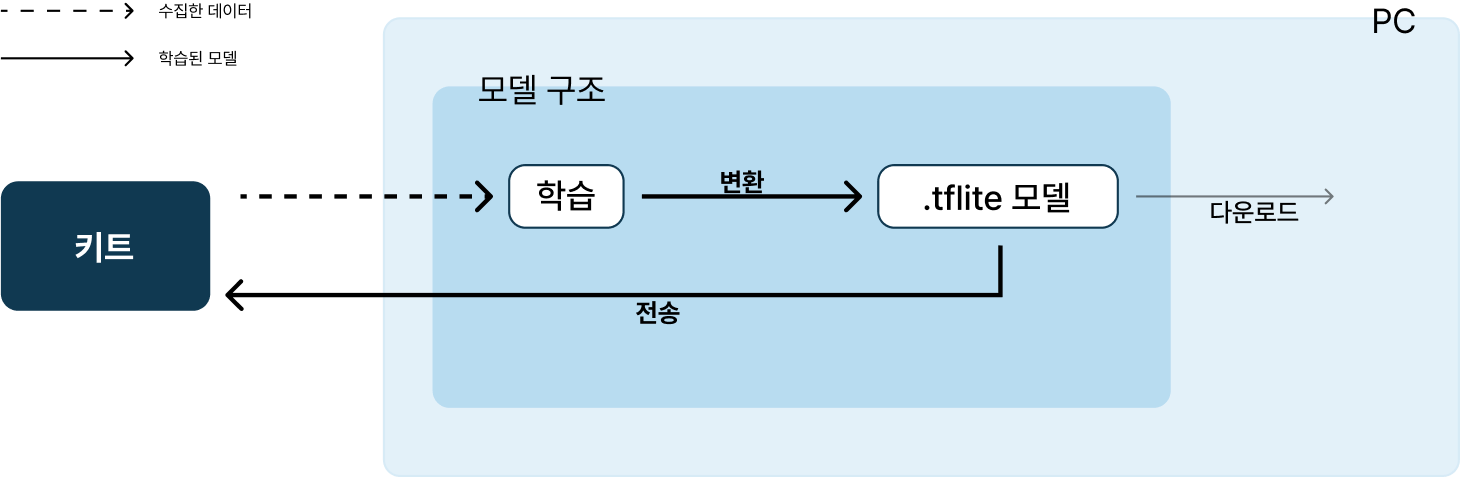 수집한 데이터
PC
학습된 모델
모델 구조
변환
학습
.tflite 모델
다운로드
키트
전송